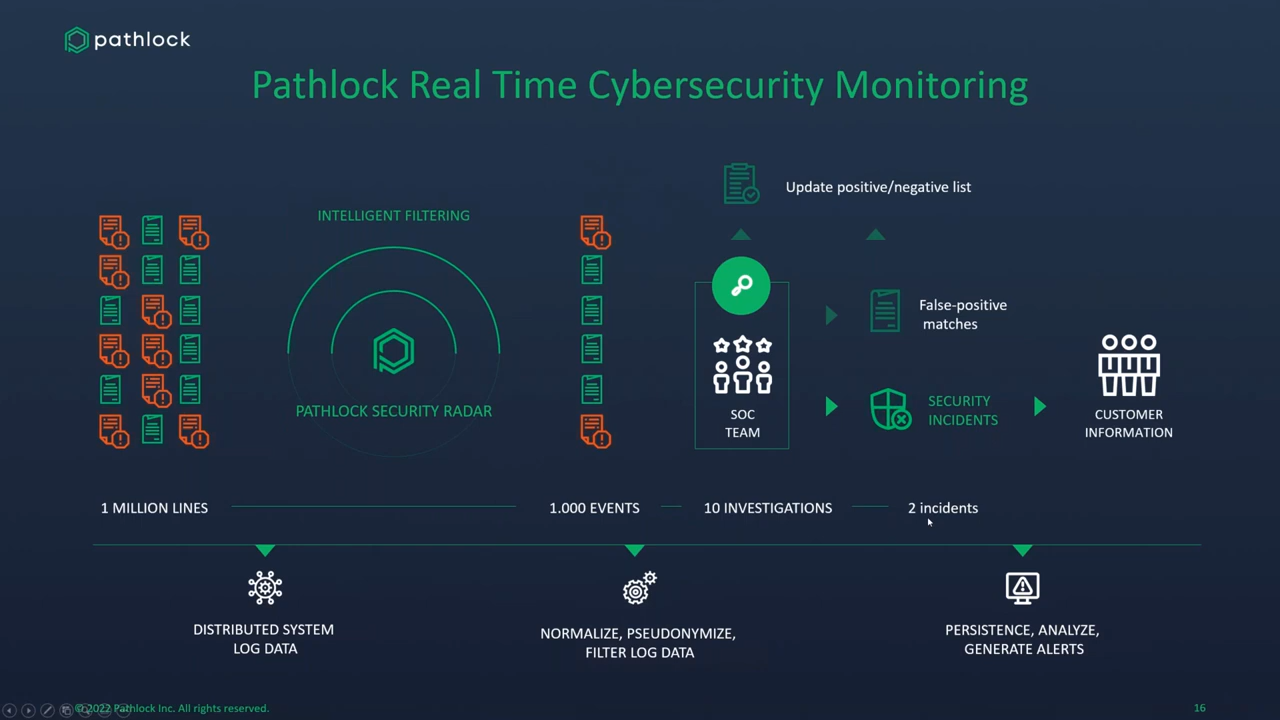 pathlock
Pathlock Real Time Cybersecurity Monitoring
Update positive/negative list
INTELLIGENT FILTERING
PATHLOCK SECURITY RADAR
False-positive
matches
SOC
TEAM
SECURITY
INCIDENTS
CUSTOMER
INFORMATION
1 MILLION LINES
1.000 EVENTS
10 INVESTIGATIONS
2 incidents
DISTRIBUTED SYSTEM
LOG DATA
NORMALIZE, PSEUDONYMIZE,
FILTER LOG DATA
PERSISTENCE, ANALYZE,
GENERATE ALERTS
© 2022 Pathlock Inc. All rights reserved.
16